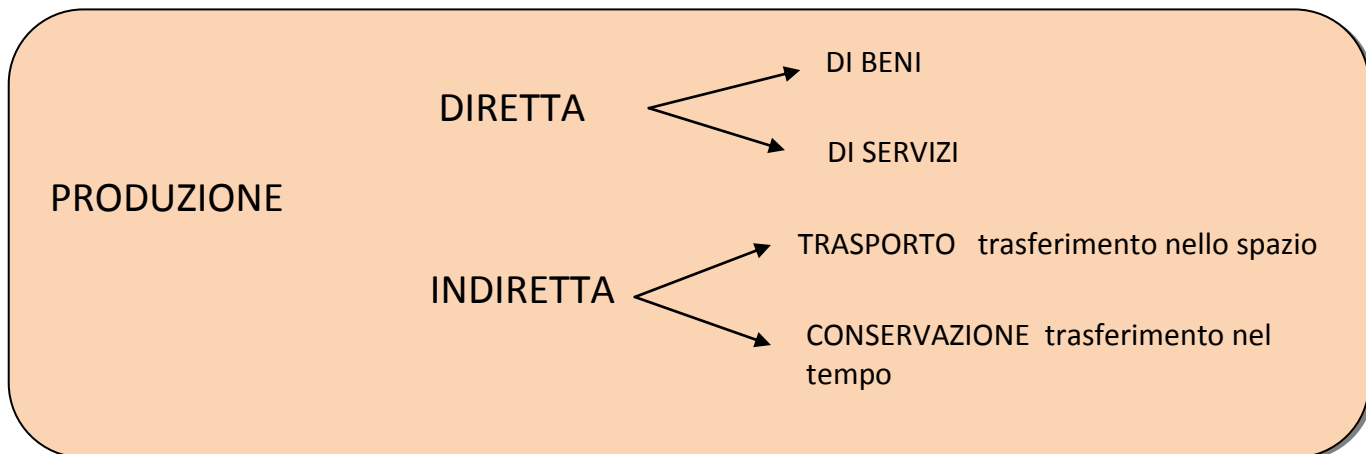 PRODUZIONE
DIRETTA
DI BENI
DI SERVIZI
INDIRETTA
TRASPORTO trasferimento nello spazio
CONSERVAZIONE trasferimento nel
tempo